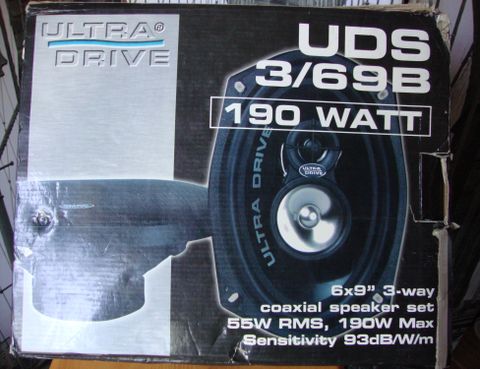 ULTRA®
DRIVE
UDS
3/69B
190 WATT
ULTRA
DRIVE
ULTRA DRIVE
6x9" 3-way
coaxial speaker set
55W RMS, 190W Max
Sensitivity 93dB/W/m